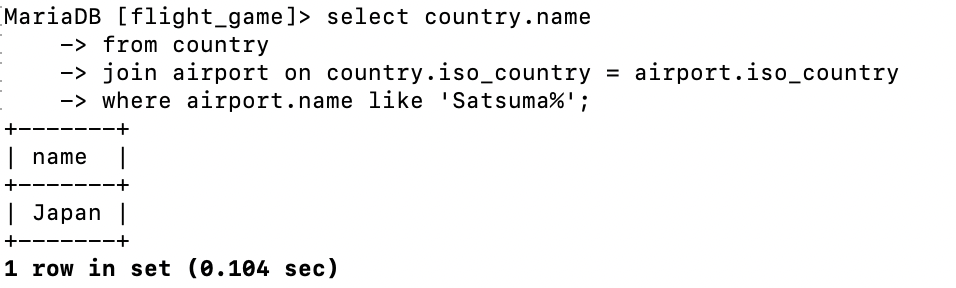 MariaDB [flight_game]> select country.name
    -> from country
    -> join airport on country.iso_country = airport.iso_country
    -> where airport.name like 'Satsuma%';
+-------+
| name  |
+-------+
| Japan |
+-------+
1 row in set (0.104 sec)